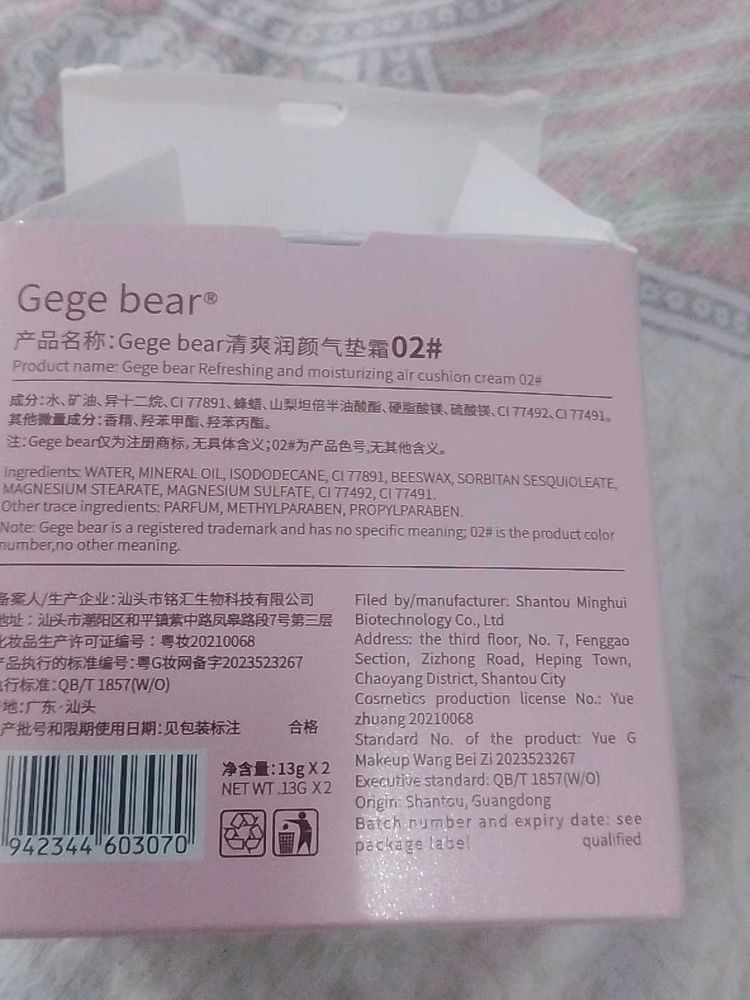 Gege bear®
产品名称：Gege bear清爽润颜气垫霜02#
Product name: Gege bear Refreshing and moisturizing air cushion cream 02#
成分：水、矿油、异十二烷、CI 77891、蜂蜡、山梨坦倍半油酸酯、硬脂酸镁、硫酸镁、CI 77492、CI 77491。
其他微量成分：香精、羟苯甲酯、羟苯丙酯。
注：Gege bear仅为注册商标，无具体含义；02#为产品色号，无其他含义。
Ingredients: WATER, MINERAL OIL, ISODODECANE, CI 77891, BEESWAX, SORBITAN SESQUIOLEATE,
MAGNESIUM STEARATE, MAGNESIUM SULFATE, CI 77492, CI 77491.
Other trace ingredients: PARFUM, METHYLPARABEN, PROPYLPARABEN.
Note: Gege bear is a registered trademark and has no specific meaning; 02# is the product color
number,no other meaning.
备案人/生产企业：汕头市铭汇生物科技有限公司
地址：汕头市潮阳区和平镇紫中路凤皋路段7号第三层
化妆品生产许可证编号：粤妆20210068
产品执行的标准编号：粤G妆网备字2023523267
执行标准：QB/T 1857(W/O)
地：广东·汕头
产批号和限期使用日期：见包装标注 合格
净含量：13g X 2
NET WT .13G X 2
942344 603070
Filed by/manufacturer: Shantou Minghui
Biotechnology Co., Ltd
Address: the third floor, No. 7, Fenggao
Section, Zizhong Road, Heping Town,
Chaoyang District, Shantou City
Cosmetics production license No.: Yue
zhuang 20210068
Standard No. of the product: Yue G
Makeup Wang Bei Zi 2023523267
Executive standard: QB/T 1857(W/O)
Origin: Shantou, Guangdong
Batch number and expiry date: see
package label qualified